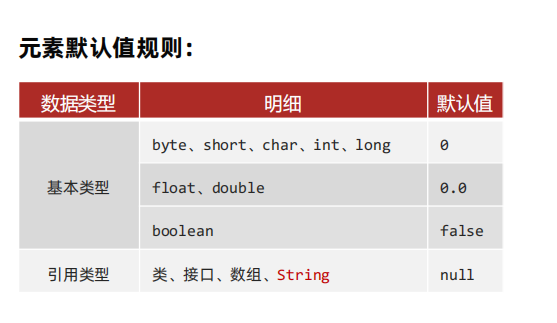 元素默认值规则：
数据类型 明细 默认值
基本类型 byte、short、char、int、long 0
float、double 0.0
boolean false
引用类型 类、接口、数组、String null